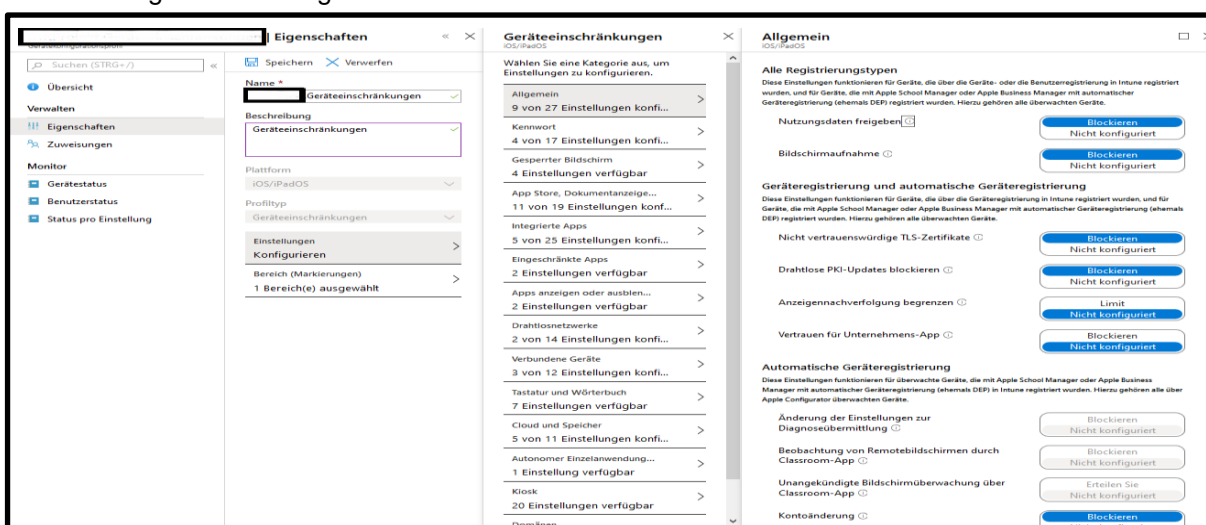 Eigenschaften
Suchen (STRG+/)
Übersicht
Verwalten
Eigenschaften
Zuweisungen
Monitor
Gerätestatus
Benutzerstatus
Status pro Einstellung
Speichern Verwerfen
Name *
Geräteeinschränkungen
Beschreibung
Geräteeinschränkungen
Plattform
iOS/iPadOS
Profiltyp
Geräteeinschränkungen
Einstellungen
Konfigurieren
Bereich (Markierungen)
1 Bereich(e) ausgewählt
Geräteeinschränkungen
iOS/iPadOS
Wählen Sie eine Kategorie aus, um
Einstellungen zu konfigurieren.
Allgemein
9 von 27 Einstellungen konfi...
Kennwort
4 von 17 Einstellungen konfi...
Gesperrter Bildschirm
4 Einstellungen verfügbar
App Store, Dokumentanzeige...
11 von 19 Einstellungen konf...
Integrierte Apps
5 von 25 Einstellungen konfi...
Eingeschränkte Apps
2 Einstellungen verfügbar
Apps anzeigen oder ausblen...
2 Einstellungen verfügbar
Drahtlosnetzwerke
2 von 14 Einstellungen konfi...
Verbundene Geräte
3 von 12 Einstellungen konfi...
Tastatur und Wörterbuch
7 Einstellungen verfügbar
Cloud und Speicher
5 von 11 Einstellungen konfi...
Autonomer Einzelanwendung...
1 Einstellung verfügbar
Kiosk
20 Einstellungen verfügbar
Domänen
Allgemein
iOS/iPadOS
Alle Registrierungstypen
Diese Einstellungen funktionieren für Geräte, die über die Geräte- oder die Benutzerregistrierung in Intune registriert
wurden, und für Geräte, die mit Apple School Manager oder Apple Business Manager mit automatischer
Geräteregistrierung (ehemals DEP) registriert wurden. Hierzu gehören alle überwachten Geräte.
Nutzungsdaten freigeben
Blockieren
Nicht konfiguriert
Bildschirmaufnahme
Blockieren
Nicht konfiguriert
Geräteregistrierung und automatische Geräteregistrierung
Diese Einstellungen funktionieren für Geräte, die über die Geräteregistrierung in Intune registriert wurden, und für
Geräte, die mit Apple School Manager oder Apple Business Manager mit automatischer Geräteregistrierung (ehemals
DEP) registriert wurden. Hierzu gehören alle überwachten Geräte.
Nicht vertrauenswürdige TLS-Zertifikate
Blockieren
Nicht konfiguriert
Drahtlose PKI-Updates blockieren
Blockieren
Nicht konfiguriert
Anzeigennachverfolgung begrenzen
Limit
Nicht konfiguriert
Vertrauen für Unternehmens-App
Blockieren
Nicht konfiguriert
Automatische Geräteregistrierung
Diese Einstellungen funktionieren für überwachte Geräte, die mit Apple School Manager oder Apple Business
Manager mit automatischer Geräteregistrierung (ehemals DEP) in Intune registriert wurden. Hierzu gehören alle über
Apple Configurator überwachten Geräte.
Änderung der Einstellungen zur
Diagnoseübermittlung
Blockieren
Nicht konfiguriert
Beobachtung von Remotebildschirmen durch
Classroom-App
Blockieren
Nicht konfiguriert
Unangekündigte Bildschirmüberwachung über
Classroom-App
Erteilen Sie
Nicht konfiguriert
Kontoänderung
Blockieren